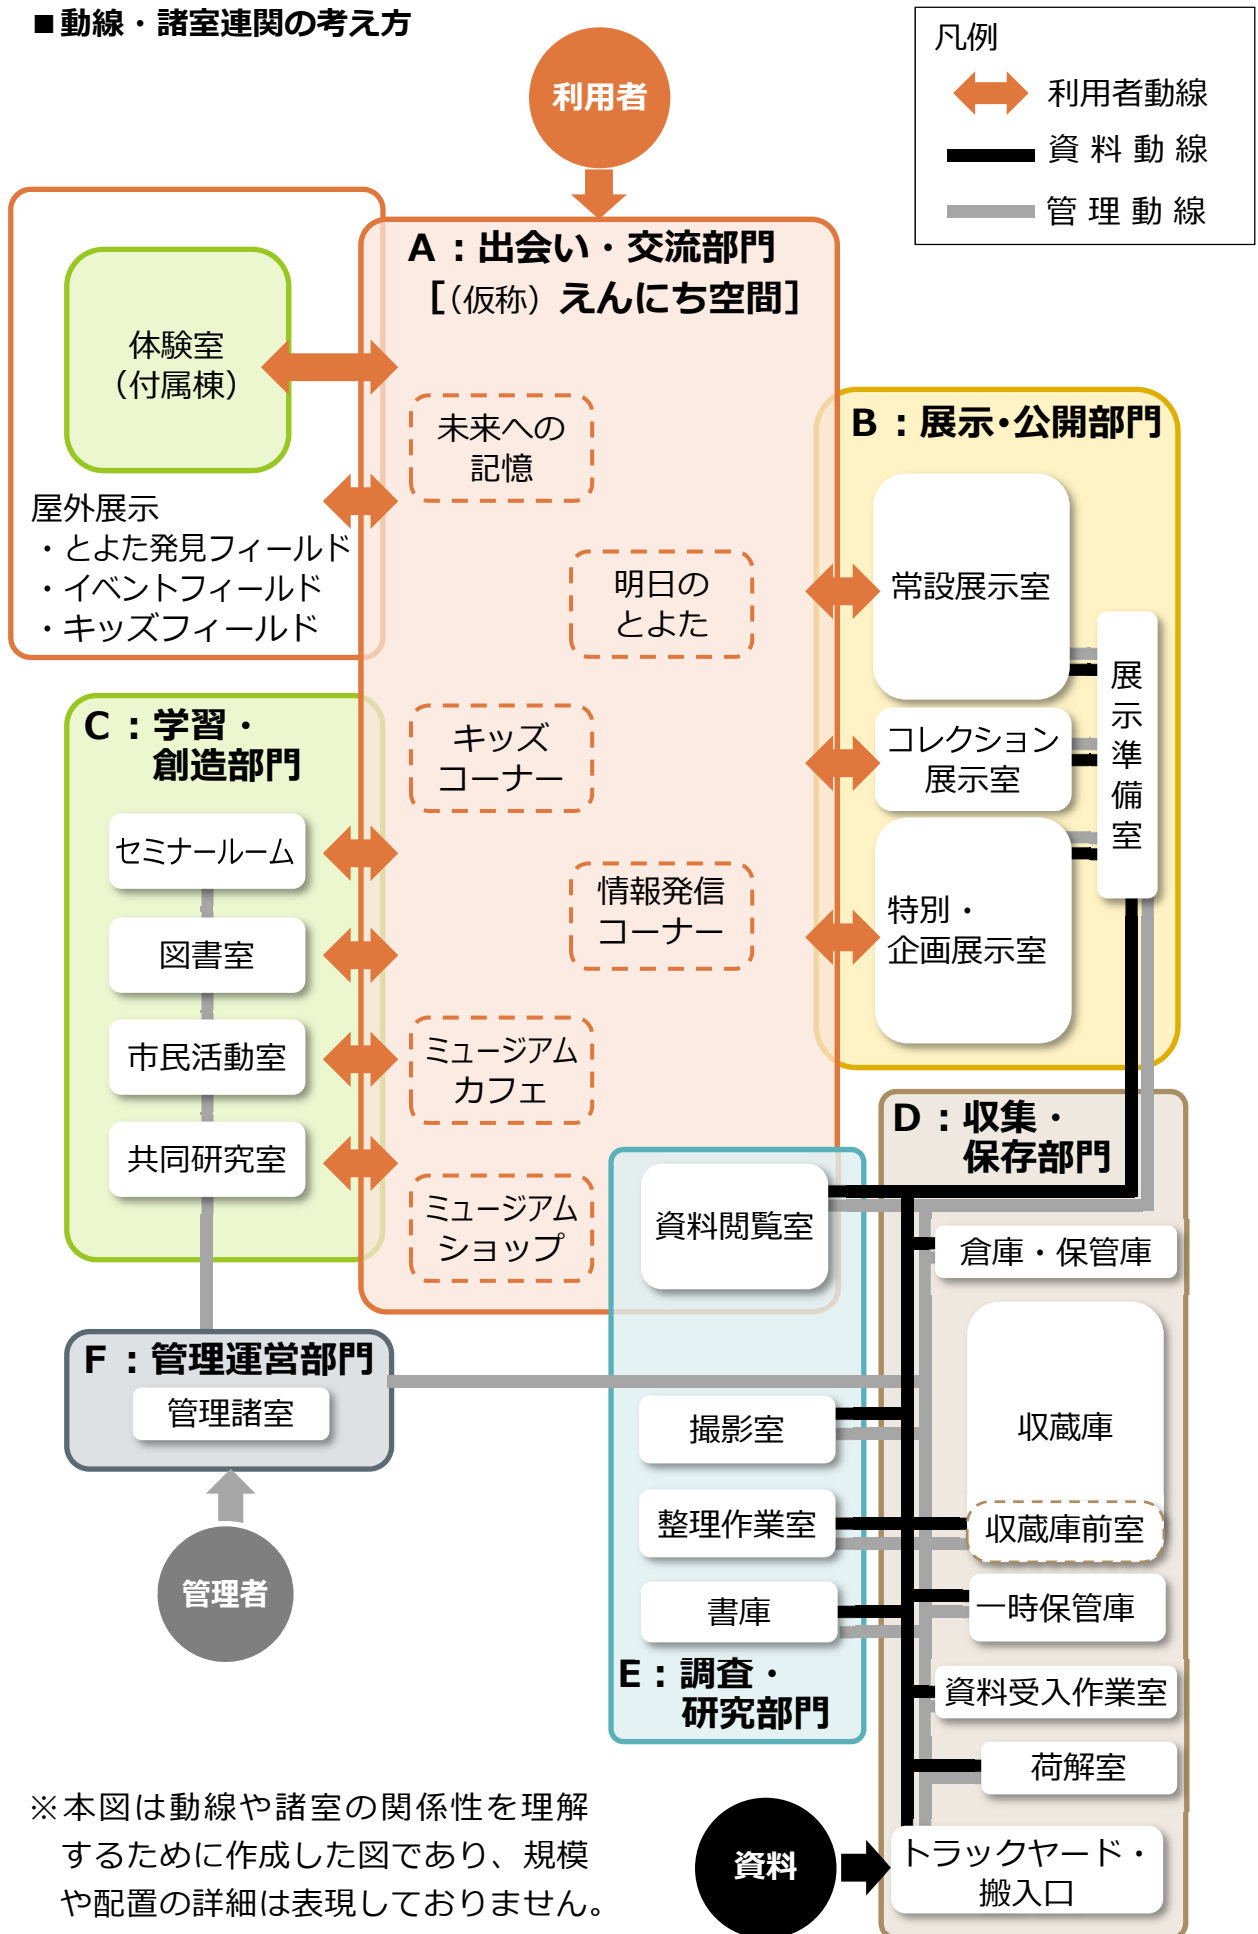 ■動線・諸室連関の考え方
利用者
凡例
利用者動線
資料動線
管理動線
A：出会い・交流部門
[（仮称）えんにち空間]
体験室
（付属棟）
屋外展示
・とよた発見フィールド
・イベントフィールド
・キッズフィールド
未来への
記憶
明日の
とよた
キッズ
コーナー
情報発信
コーナー
ミュージアム
カフェ
ミュージアム
ショップ
B：展示・公開部門
常設展示室
コレクション
展示室
特別・
企画展示室
展示準備室
C：学習・
創造部門
セミナールーム
図書室
市民活動室
共同研究室
D：収集・
保存部門
倉庫・保管庫
収蔵庫
収蔵庫前室
一時保管庫
資料受入作業室
荷解室
トラックヤード・
搬入口
資料閲覧室
撮影室
整理作業室
書庫
E：調査・
研究部門
F：管理運営部門
管理諸室
管理者
資料
※本図は動線や諸室の関係性を理解
するために作成した図であり、規模
や配置の詳細は表現しておりません。